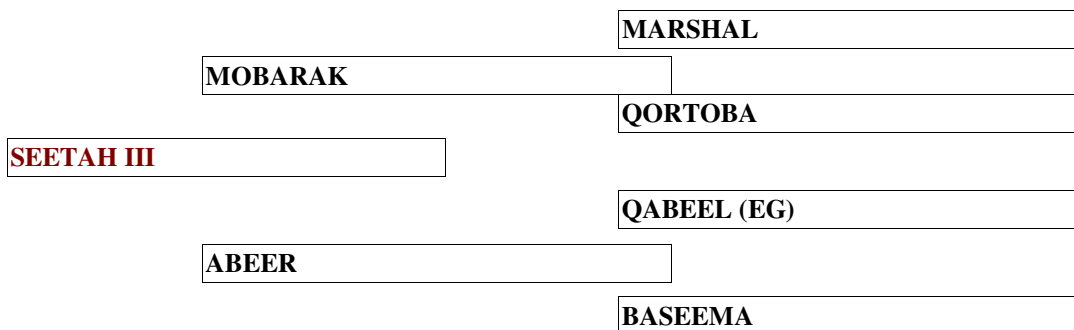 MARSHAL
MOBARAK
QORTOBA
SEETAH III
QABEEL (EG)
ABEER
BASEEMA